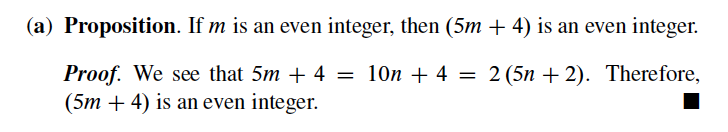 (a) Proposition. If m is an even integer, then (5m + 4) is an even integer.
Proof. We see that 5m + 4 = 10n + 4 = 2 (5n + 2). Therefore,
(5m + 4) is an even integer. ■